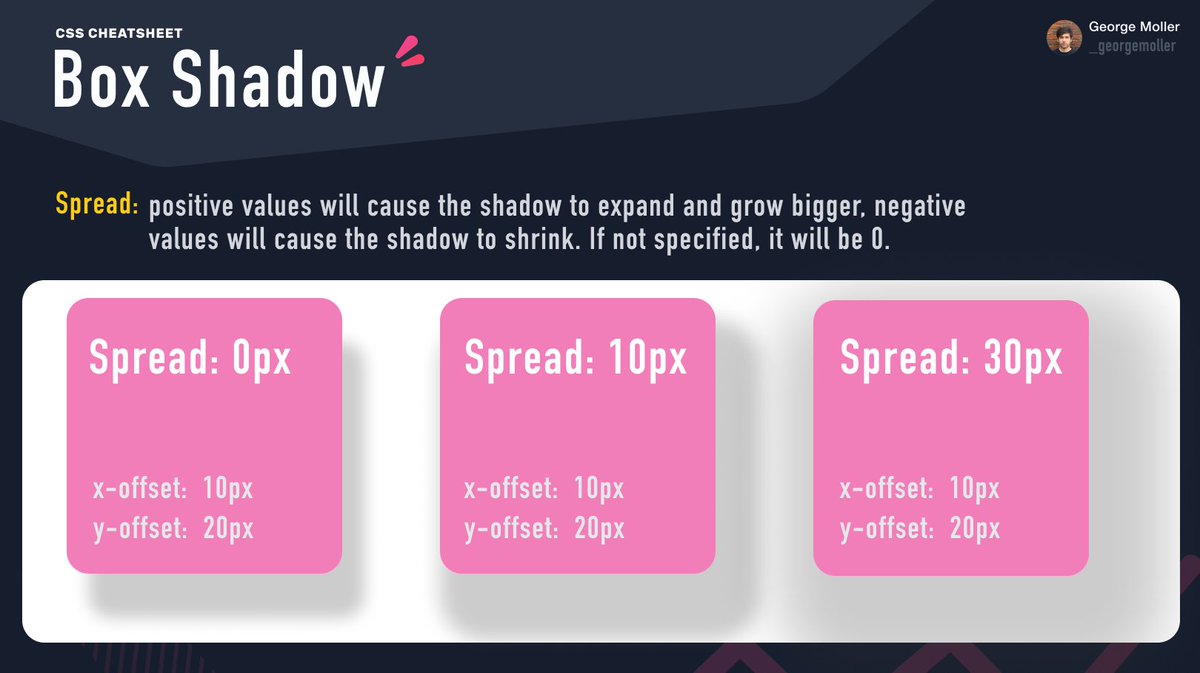 CSS CHEATSHEET
Box Shadow
George Moller
_georgemoller
Spread: positive values will cause the shadow to expand and grow bigger, negative
values will cause the shadow to shrink. If not specified, it will be 0.
Spread: 0px
x-offset: 10px
y-offset: 20px
Spread: 10px
x-offset: 10px
y-offset: 20px
Spread: 30px
x-offset: 10px
y-offset: 20px